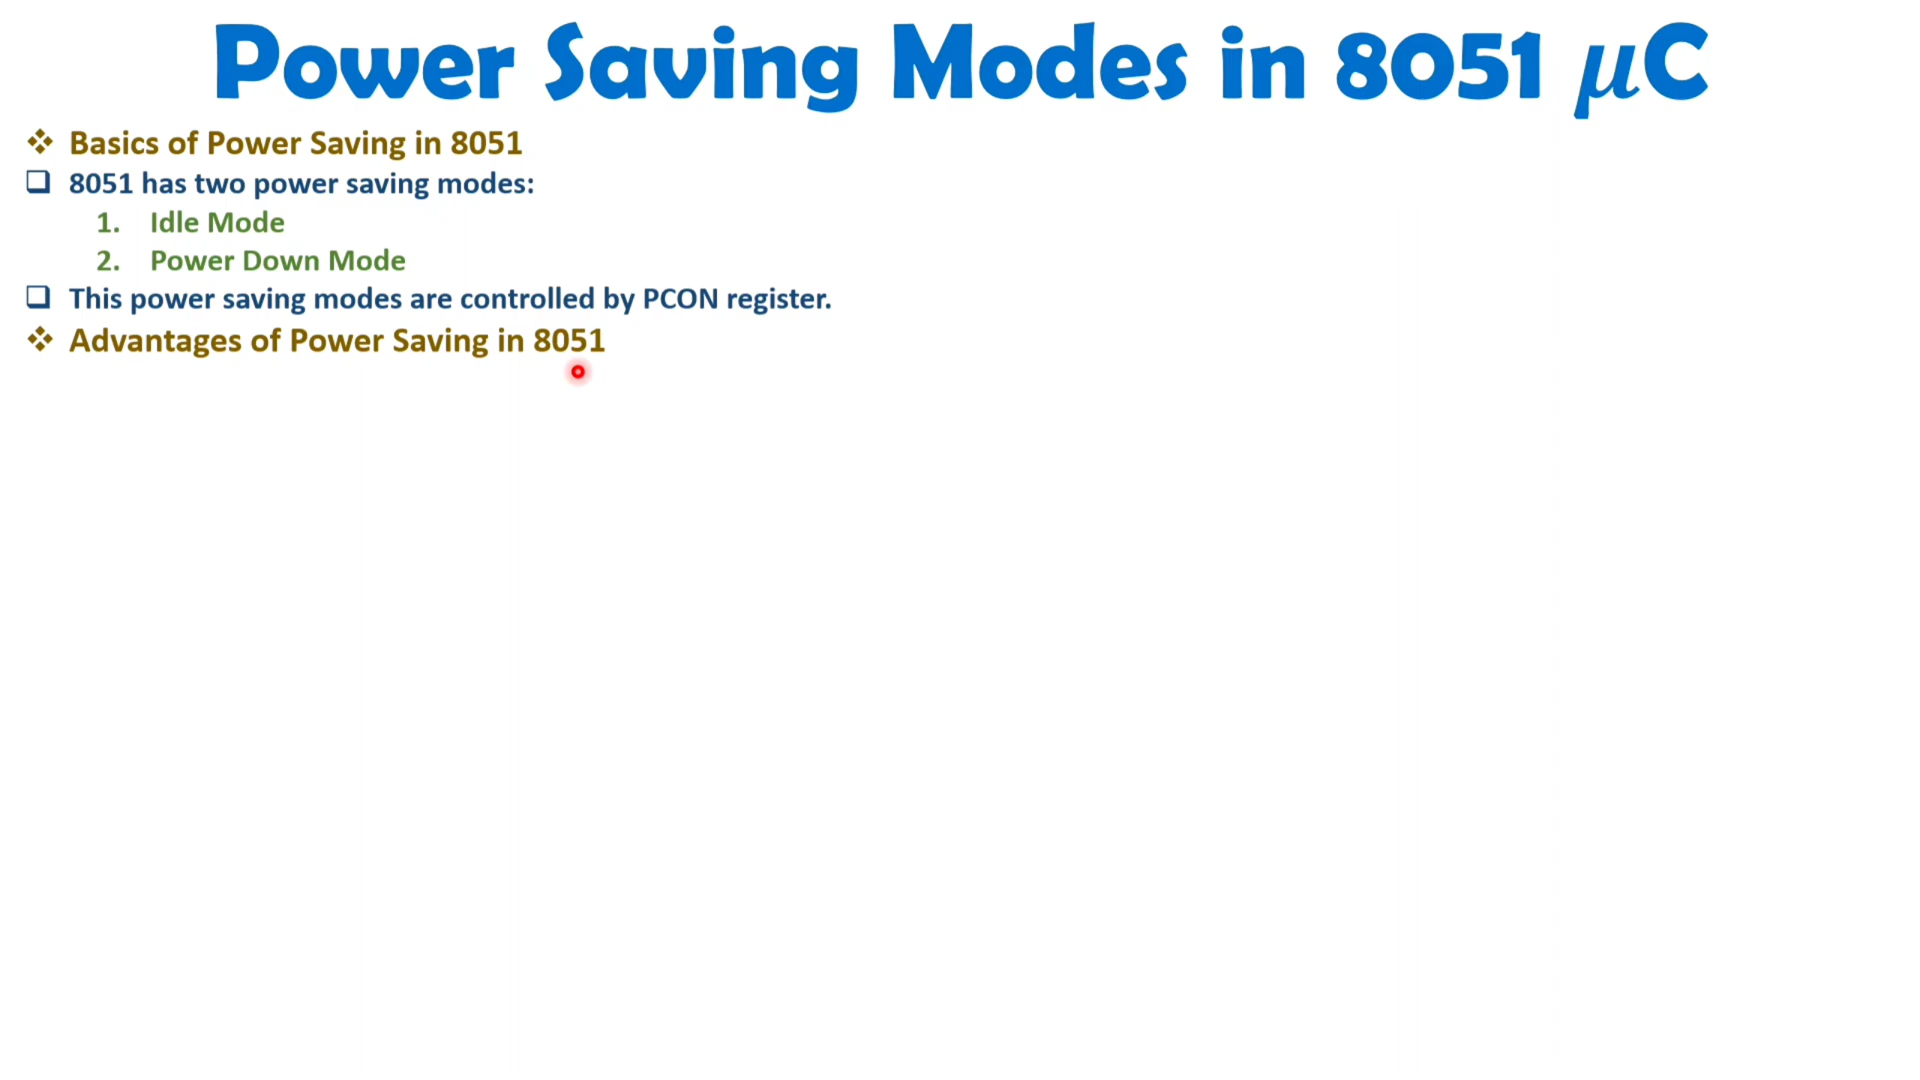 Power Saving Modes in 8051 μC
❖ Basics of Power Saving in 8051
❑ 8051 has two power saving modes:
1. Idle Mode
2. Power Down Mode
❑ This power saving modes are controlled by PCON register.
❖ Advantages of Power Saving in 8051